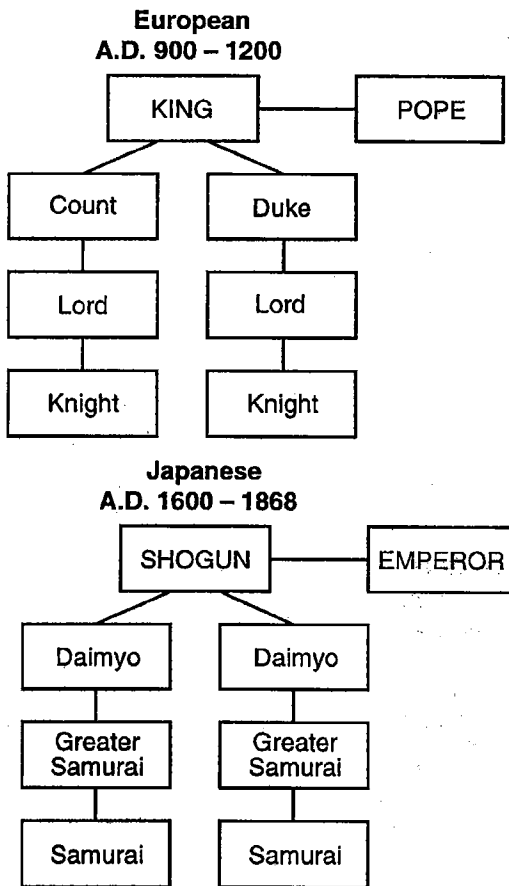 European
A.D. 900 – 1200
KING
POPE
Count
Duke
Lord
Lord
Knight
Knight
Japanese
A.D. 1600 – 1868
SHOGUN
EMPEROR
Daimyo
Daimyo
Greater
Samurai
Greater
Samurai
Samurai
Samurai